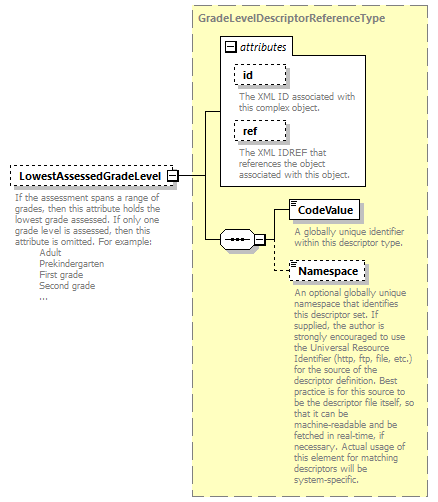 GradeLevelDescriptorReferenceType
attributes
id
The XML ID associated with
this complex object.
ref
The XML IDREF that
references the object
associated with this object.
LowestAssessedGradeLevel
If the assessment spans a range of
grades, then this attribute holds the
lowest grade assessed. If only one
grade level is assessed, then this
attribute is omitted. For example:
Adult
Prekindergarten
First grade
Second grade
...
CodeValue
A globally unique identifier
within this descriptor type.
Namespace
An optional globally unique
namespace that identifies
this descriptor set. If
supplied, the author is
strongly encouraged to use
the Universal Resource
Identifier (http, ftp, file, etc.)
for the source of the
descriptor definition. Best
practice is for this source to
be the descriptor file itself, so
that it can be
machine-readable and be
fetched in real-time, if
necessary. Actual usage of
this element for matching
descriptors will be
system-specific.